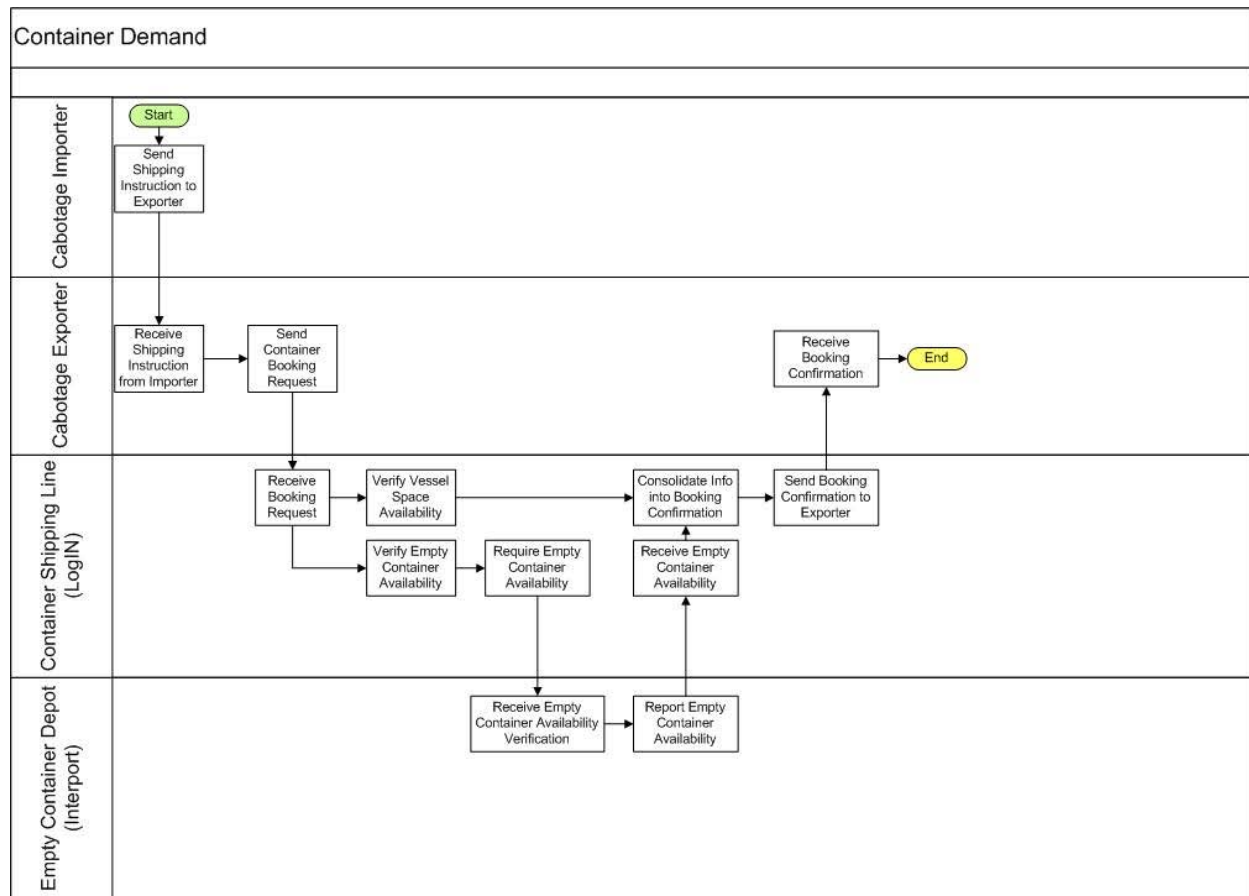 Container Demand
Cabotage Importer
Start
Send
Shipping
Instruction to
Exporter
Cabotage Exporter
Receive
Shipping
Instruction
from Importer
Send
Container
Booking
Request
Receive
Booking
Confirmation
End
Container Shipping Line
(LogIN)
Receive
Booking
Request
Verify Vessel
Space
Availability
Consolidate Info
into Booking
Confirmation
Send Booking
Confirmation to
Exporter
Verify Empty
Container
Availability
Require Empty
Container
Availability
Receive Empty
Container
Availability
Empty Container Depot
(Interport)
Receive Empty
Container Availability
Verification
Report Empty
Container
Availability